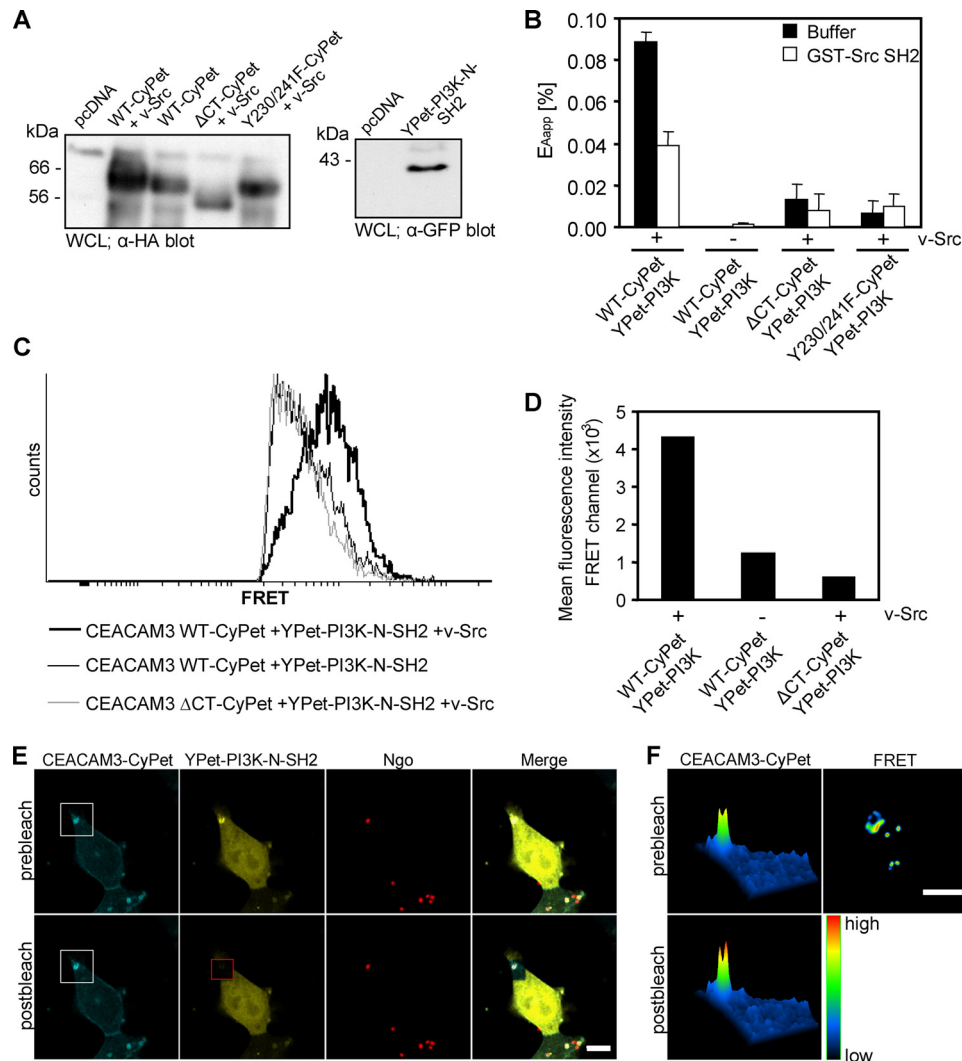 A
pcDNA
WT-CyPet
+ v-Src
WT-CyPet
ΔCT-CyPet
+ v-Src
Y230/241F-CyPet
+ v-Src
kDa
66 -
56 -
WCL; α-HA blot
pcDNA
YPet-PI3K-N-
SH2
kDa
43 -
WCL; α-GFP blot
B
Buffer
GST-Src SH2
EAapp [%]
0.10
0.08
0.06
0.04
0.02
0.00
+ - + + v-Src
WT-CyPet
YPet-PI3K
WT-CyPet
YPet-PI3K
ΔCT-CyPet
YPet-PI3K
Y230/241F-CyPet
YPet-PI3K
C
counts
FRET
CEACAM3 WT-CyPet +YPet-PI3K-N-SH2 +v-Src
CEACAM3 WT-CyPet +YPet-PI3K-N-SH2
CEACAM3 ΔCT-CyPet +YPet-PI3K-N-SH2 +v-Src
D
Mean fluorescence intensity
FRET channel (x10³)
5
4
3
2
1
0
+ - + v-Src
WT-CyPet
YPet-PI3K
WT-CyPet
YPet-PI3K
ΔCT-CyPet
YPet-PI3K
E
CEACAM3-CyPet YPet-PI3K-N-SH2 Ngo Merge
prebleach
postbleach
F
CEACAM3-CyPet FRET
prebleach
postbleach
high
low